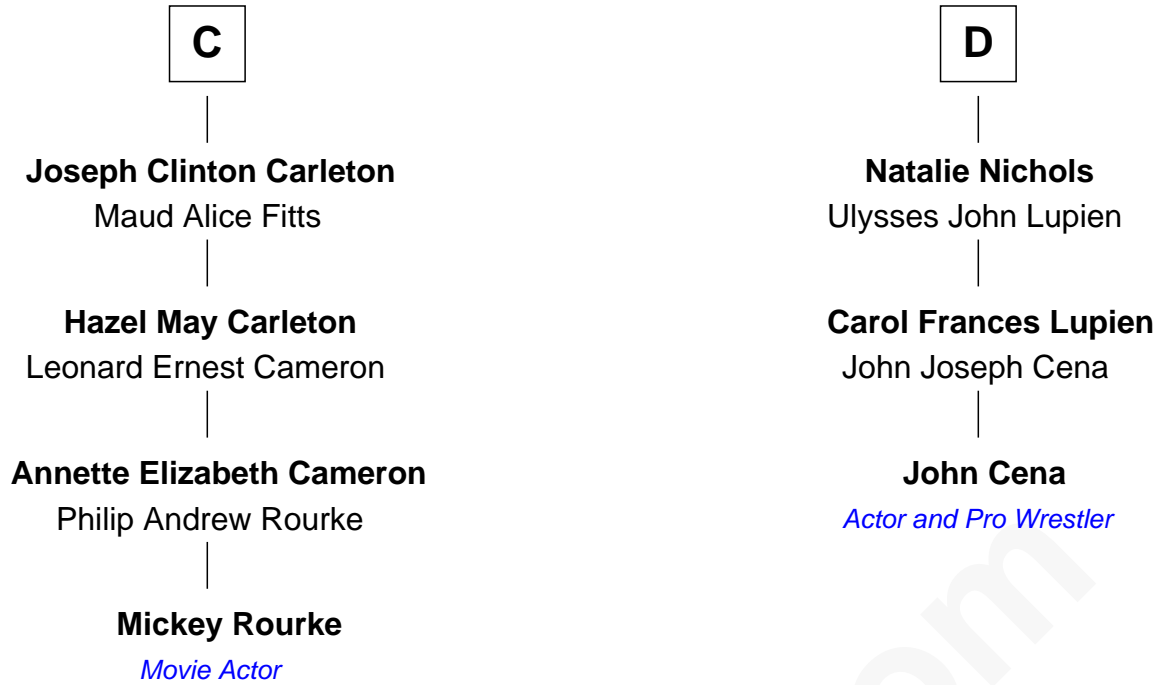 C
Joseph Clinton Carleton
Maud Alice Fitts
Hazel May Carleton
Leonard Ernest Cameron
Annette Elizabeth Cameron
Philip Andrew Rourke
Mickey Rourke
Movie Actor
D
Natalie Nichols
Ulysses John Lupien
Carol Frances Lupien
John Joseph Cena
John Cena
Actor and Pro Wrestler
om